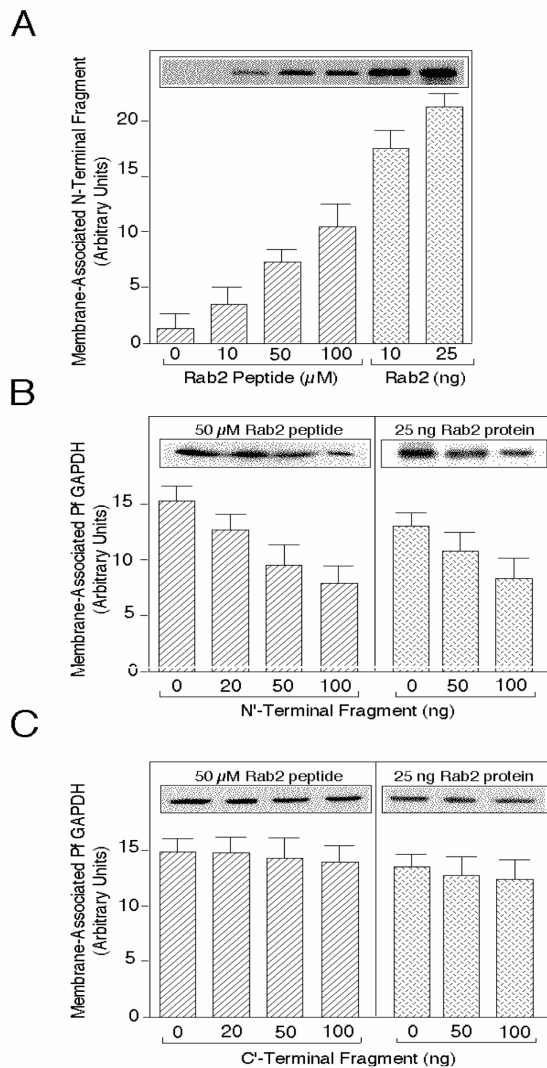 A
Membrane-Associated N-Terminal Fragment
(Arbitrary Units)
20
15
10
5
0
0 10 50 100 10 25
Rab2 Peptide (µM) Rab2 (ng)
B
50 µM Rab2 peptide 25 ng Rab2 protein
Membrane-Associated Pf GAPDH
(Arbitrary Units)
15
10
5
0
0 20 50 100 0 50 100
N'-Terminal Fragment (ng)
C
50 µM Rab2 peptide 25 ng Rab2 protein
Membrane-Associated Pf GAPDH
(Arbitrary Units)
15
10
5
0
0 20 50 100 0 50 100
C'-Terminal Fragment (ng)